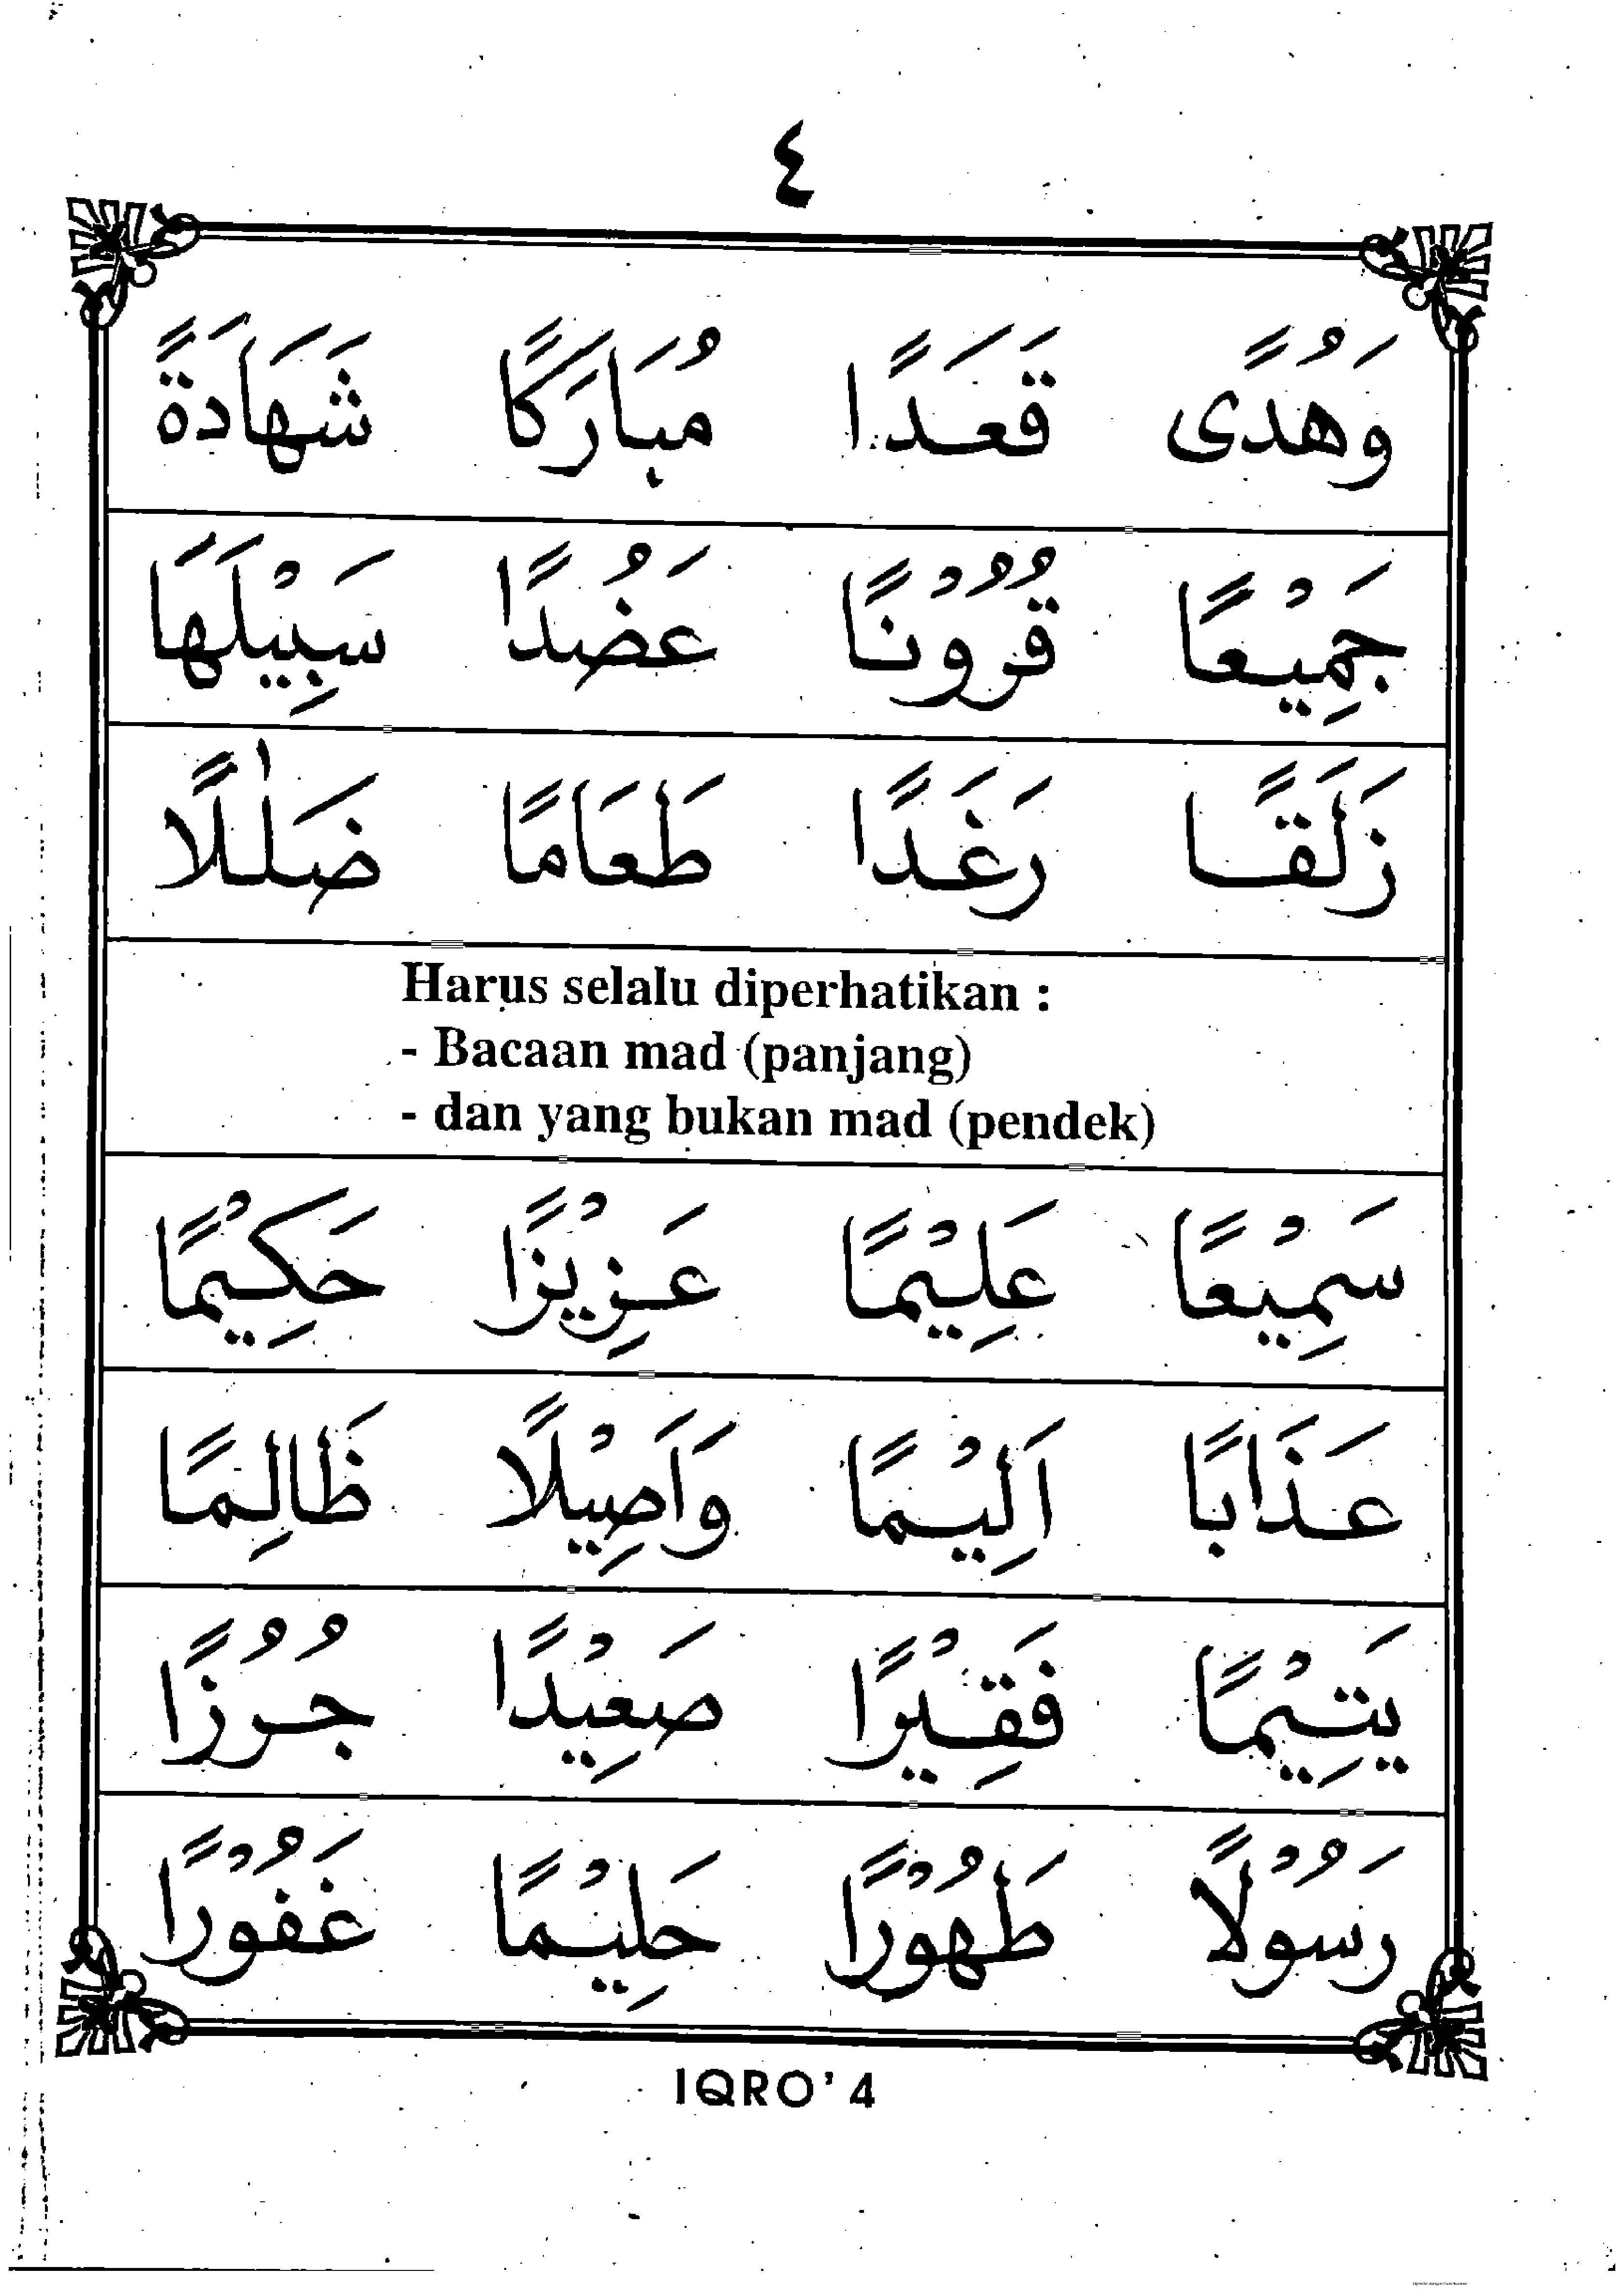 ٤
وَهُدًى قَعَدًا مُبَارَكًا شَهَادَةً
جَمِيْعًا قُرُوْنًا عَضُدًا سَبِيْلَهَا
زَلَقًا رَغَدًا طَعَامًا ضَلٰلًا
Harus selalu diperhatikan :
- Bacaan mad (panjang)
- dan yang bukan mad (pendek)
سَمِيْعًا عَلِيْمًا عَزِيْزًا حَكِيْمًا
عَذَابًا اَلِيْمًا وَاَصِيْلًا ظَالِمًا
يَتِيْمًا فَقِيْرًا صَعِيْدًا جُرُزًا
رَسُوْلًا طَهُوْرًا حَلِيْمًا غَفُوْرًا
IQRO' 4